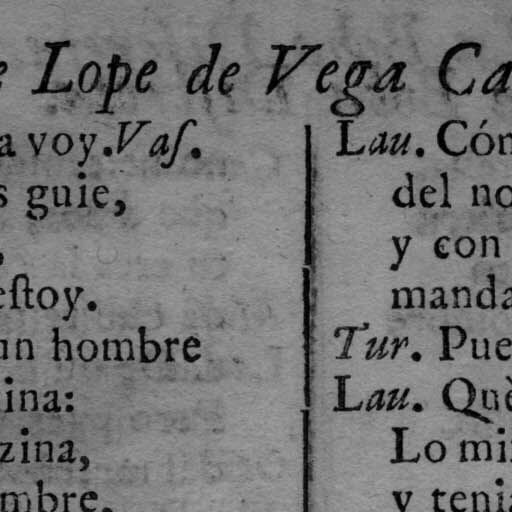 e Lope de Vega Ca
a voy. Vaſ.
s guie,
,
eſtoy.
un hombre
ina:
zina,
mbre,
Lau. Cóm
del no
y con
manda
Tur. Pue
Lau. Què
Lo mi
y tenia